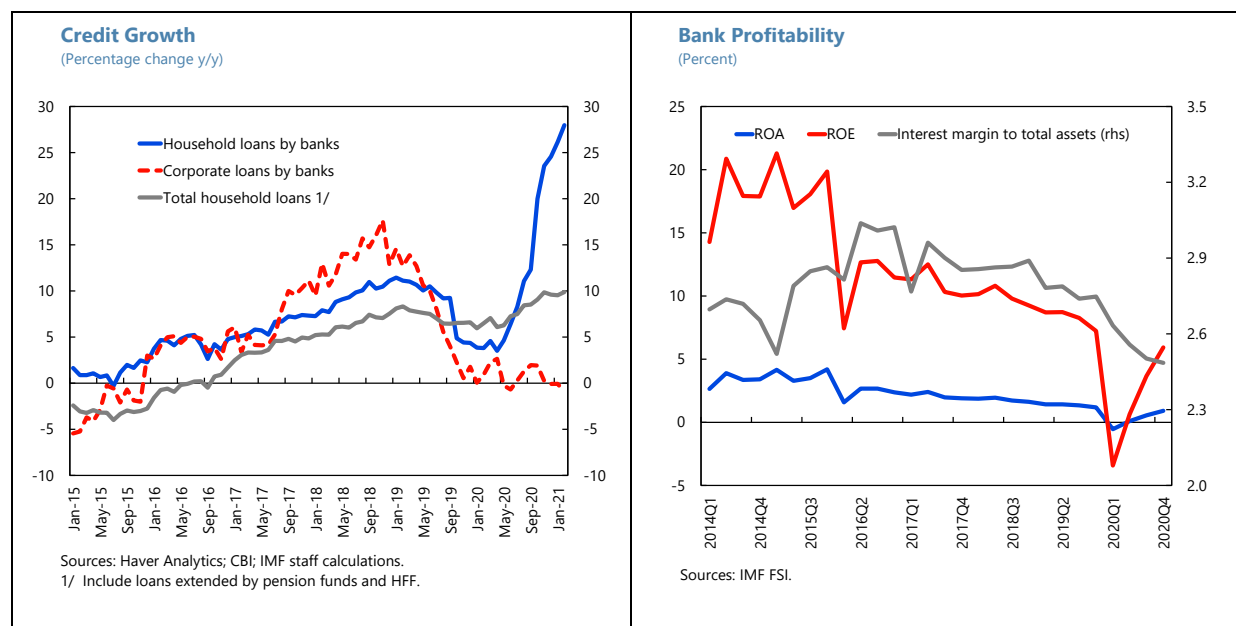 Credit Growth
(Percentage change y/y)
30
25
20
15
10
5
0
-5
-10
30
25
20
15
10
5
0
-5
-10
Household loans by banks
Corporate loans by banks
Total household loans 1/
Jan-15
May-15
Sep-15
Jan-16
May-16
Sep-16
Jan-17
May-17
Sep-17
Jan-18
May-18
Sep-18
Jan-19
May-19
Sep-19
Jan-20
May-20
Sep-20
Jan-21
Sources: Haver Analytics; CBI; IMF staff calculations.
1/ Include loans extended by pension funds and HFF.
Bank Profitability
(Percent)
25
20
15
10
5
0
-5
3.5
3.2
2.9
2.6
2.3
2.0
ROA ROE Interest margin to total assets (rhs)
2014Q1
2014Q4
2015Q3
2016Q2
2017Q1
2017Q4
2018Q3
2019Q2
2020Q1
2020Q4
Sources: IMF FSI.